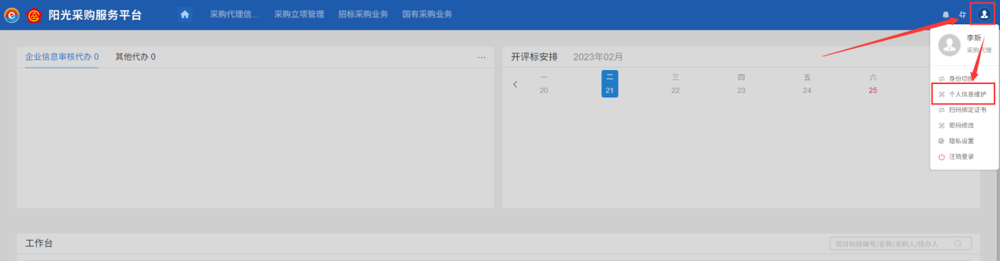 阳光采购服务平台
采购代理信...
采购立项管理
招标采购业务
国有采购业务
李斯
采购代理
身份切换
个人信息维护
扫码绑定证书
密码修改
隐私设置
注销登录
企业信息审核代办 0
其他代办 0
...
开评标安排
2023年02月
一 二 三 四 五 六
20 21 22 23 24 25
工作台
项目标段编号/名称/采购人/经办人